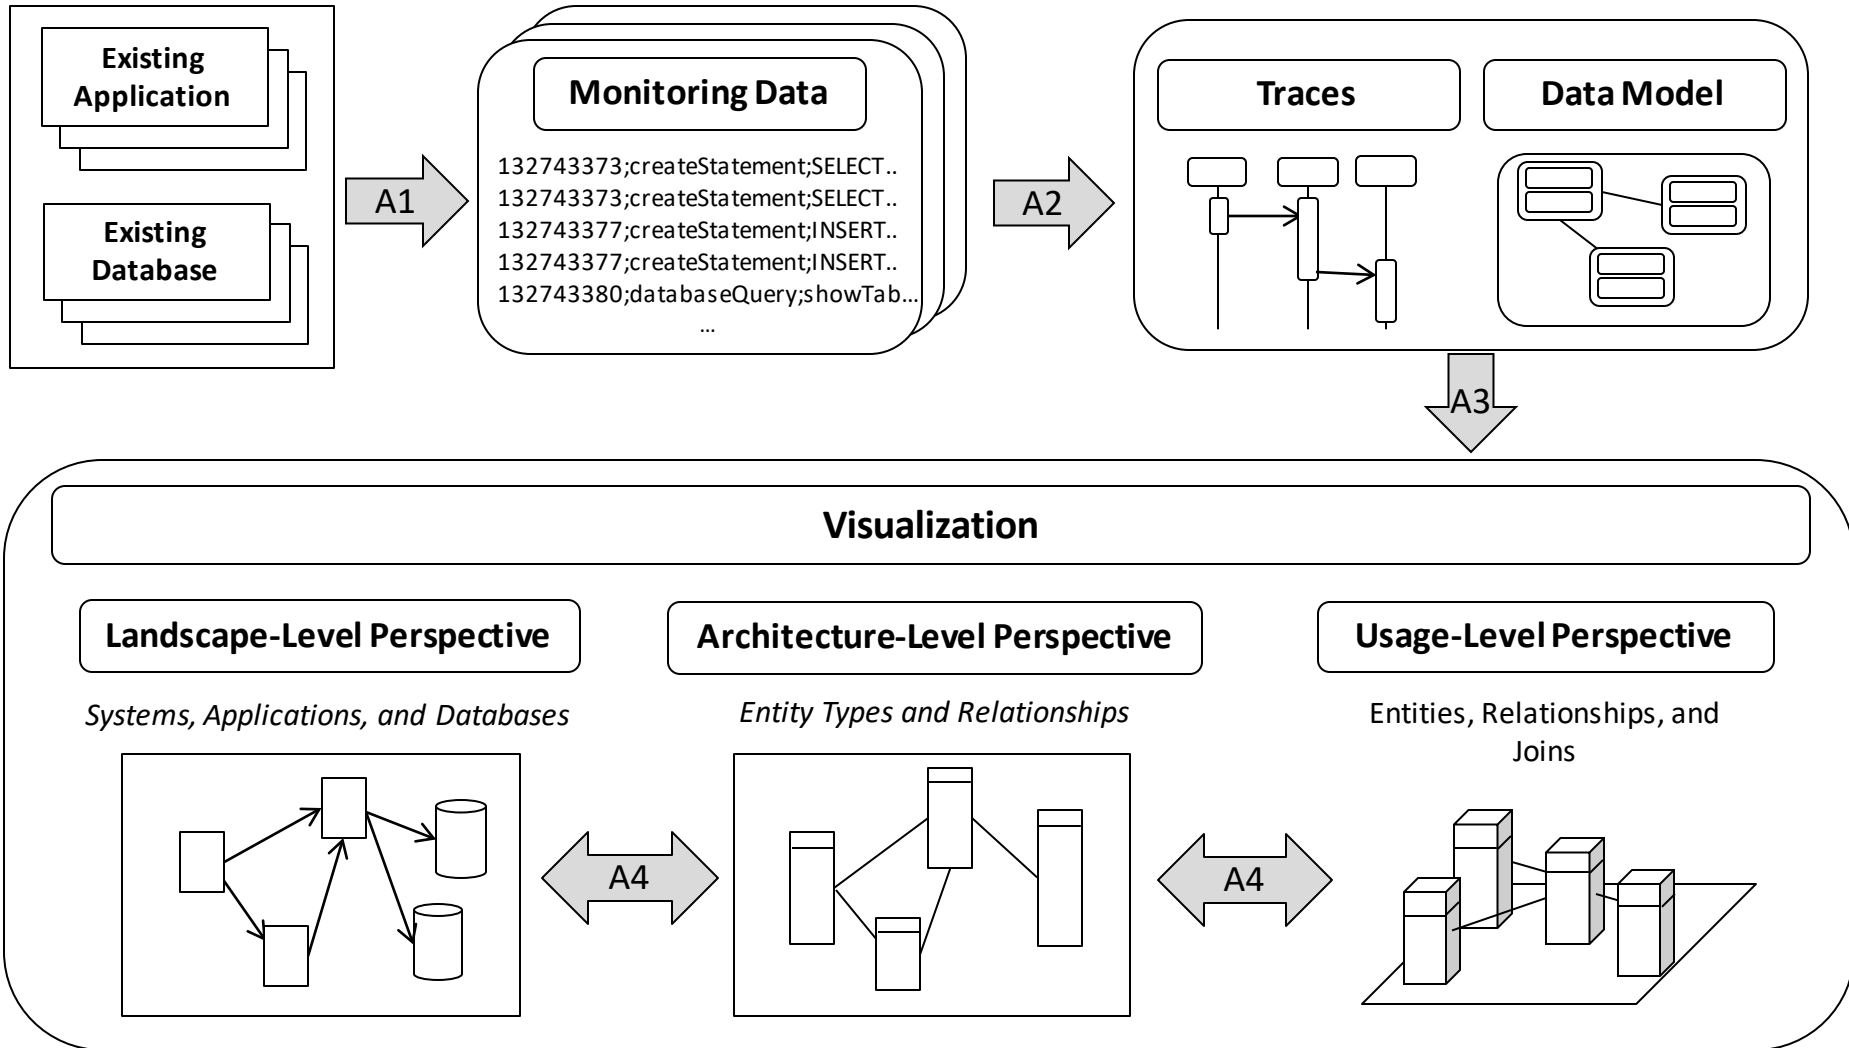 Existing
Application
Existing
Database
A1
Monitoring Data
132743373;createStatement;SELECT..
132743373;createStatement;SELECT..
132743377;createStatement;INSERT..
132743377;createStatement;INSERT..
132743380;databaseQuery;showTab...
...
A2
Traces
Data Model
A3
Visualization
Landscape-Level Perspective
Architecture-Level Perspective
Usage-Level Perspective
Systems, Applications, and Databases
Entity Types and Relationships
Entities, Relationships, and
Joins
A4
A4